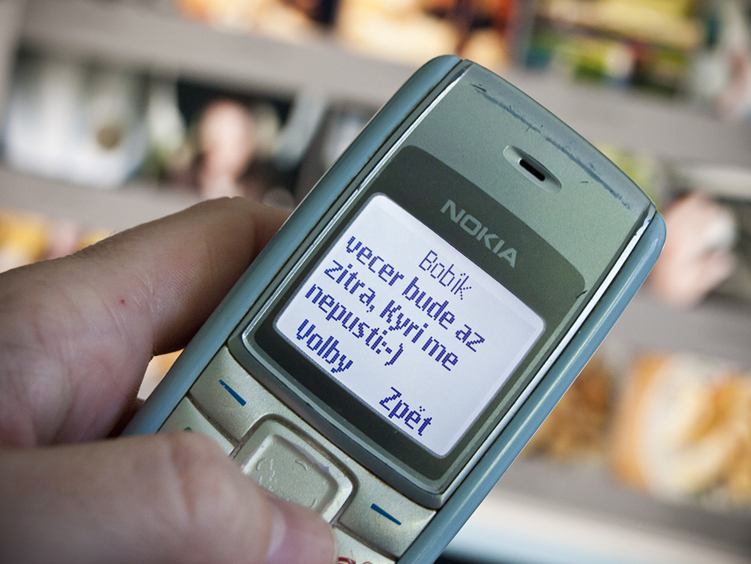 NOKIA
Bobík
vecer bude az
zitra, kyri me
nepusti:-)
Volby
Zpět